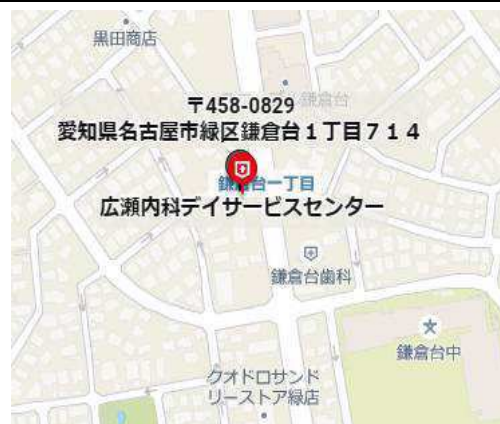 黒田商店
〒458-0829
鎌倉台
愛知県名古屋市緑区鎌倉台1丁目714
鎌倉台一丁目
広瀬内科デイサービスセンター
鎌倉台歯科
鎌倉台中
クオドロサンド
リーストア緑店